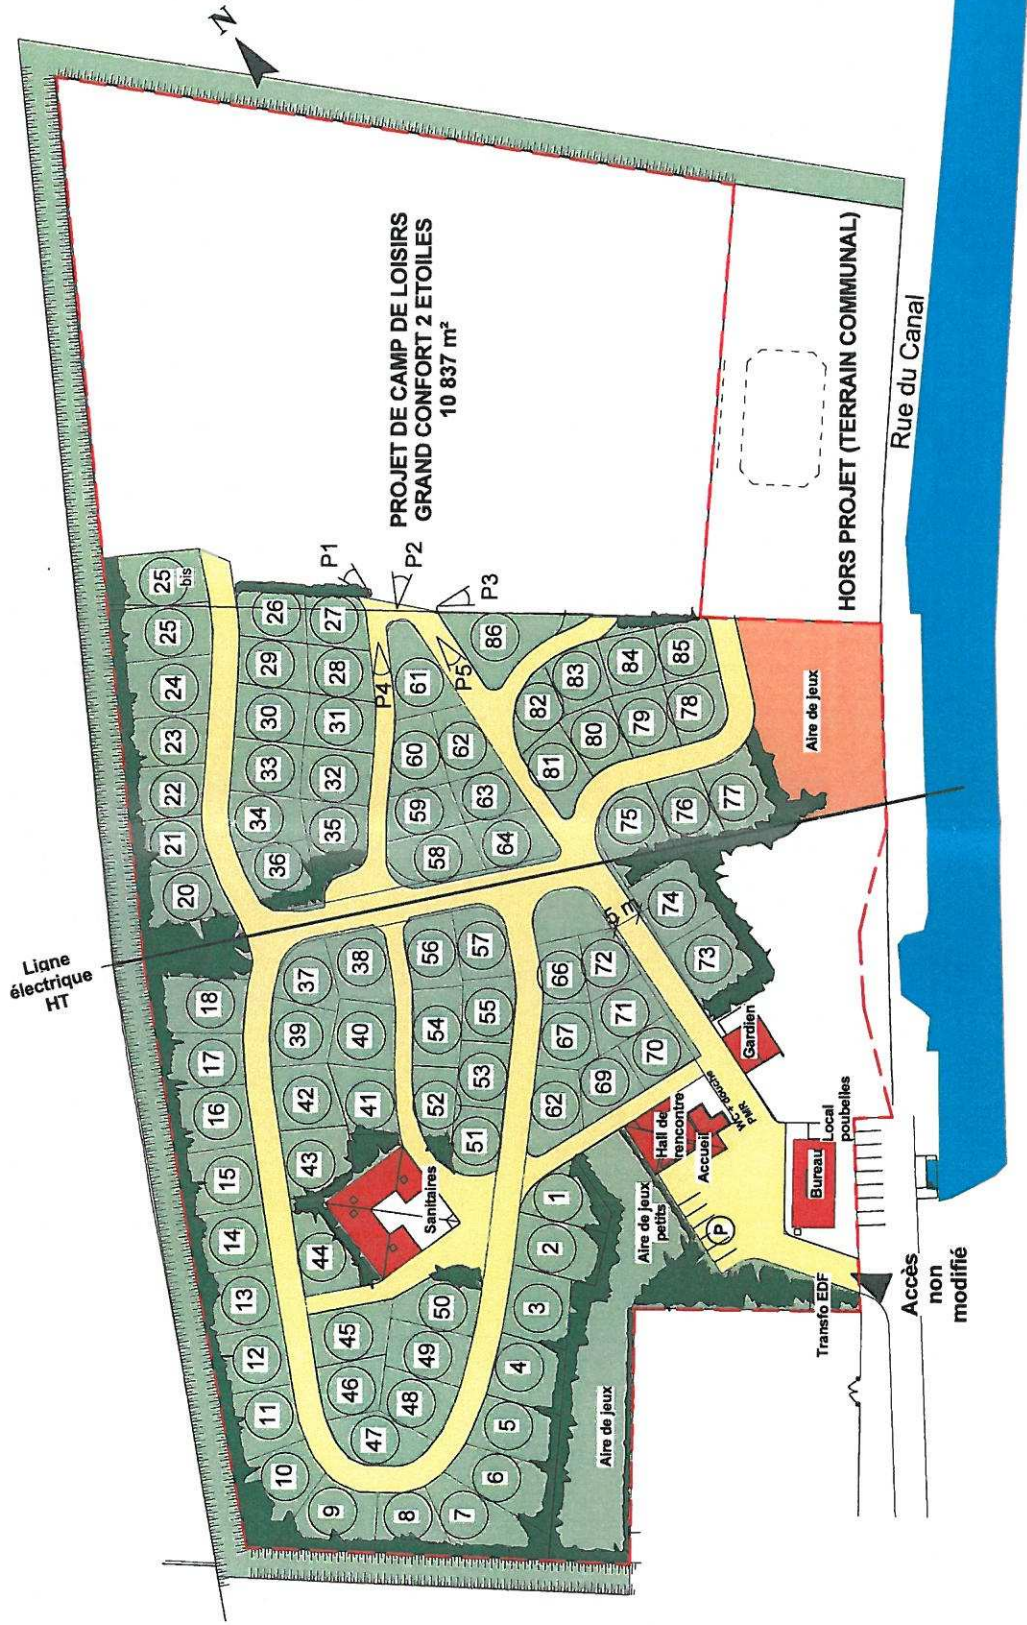 N
PROJET DE CAMP DE LOISIRS
GRAND CONFORT 2 ETOILES
10 837 m²
HORS PROJET (TERRAIN COMMUNAL)
Rue du Canal
P1
P2
P3
P4
P5
25
bis
25
24
23
22
21
20
26
29
30
33
34
36
27
28
31
32
35
61
60
59
58
62
63
64
86
82
83
84
85
81
80
79
78
75
76
77
Aire de jeux
Ligne
électrique
HT
18
17
16
15
14
13
12
11
10
9
8
7
6
5
4
3
2
1
37
38
39
40
42
41
43
44
45
46
47
48
49
50
56
57
54
55
52
53
51
66
72
67
71
62
69
70
5 m
74
73
Gardien
WC + douche
PMR
Hall de
rencontre
Accueil
Bureau
Local
poubelles
Sanitaires
Aire de jeux
petits
P
Aire de jeux
Transfo EDF
Accès
non
modifié